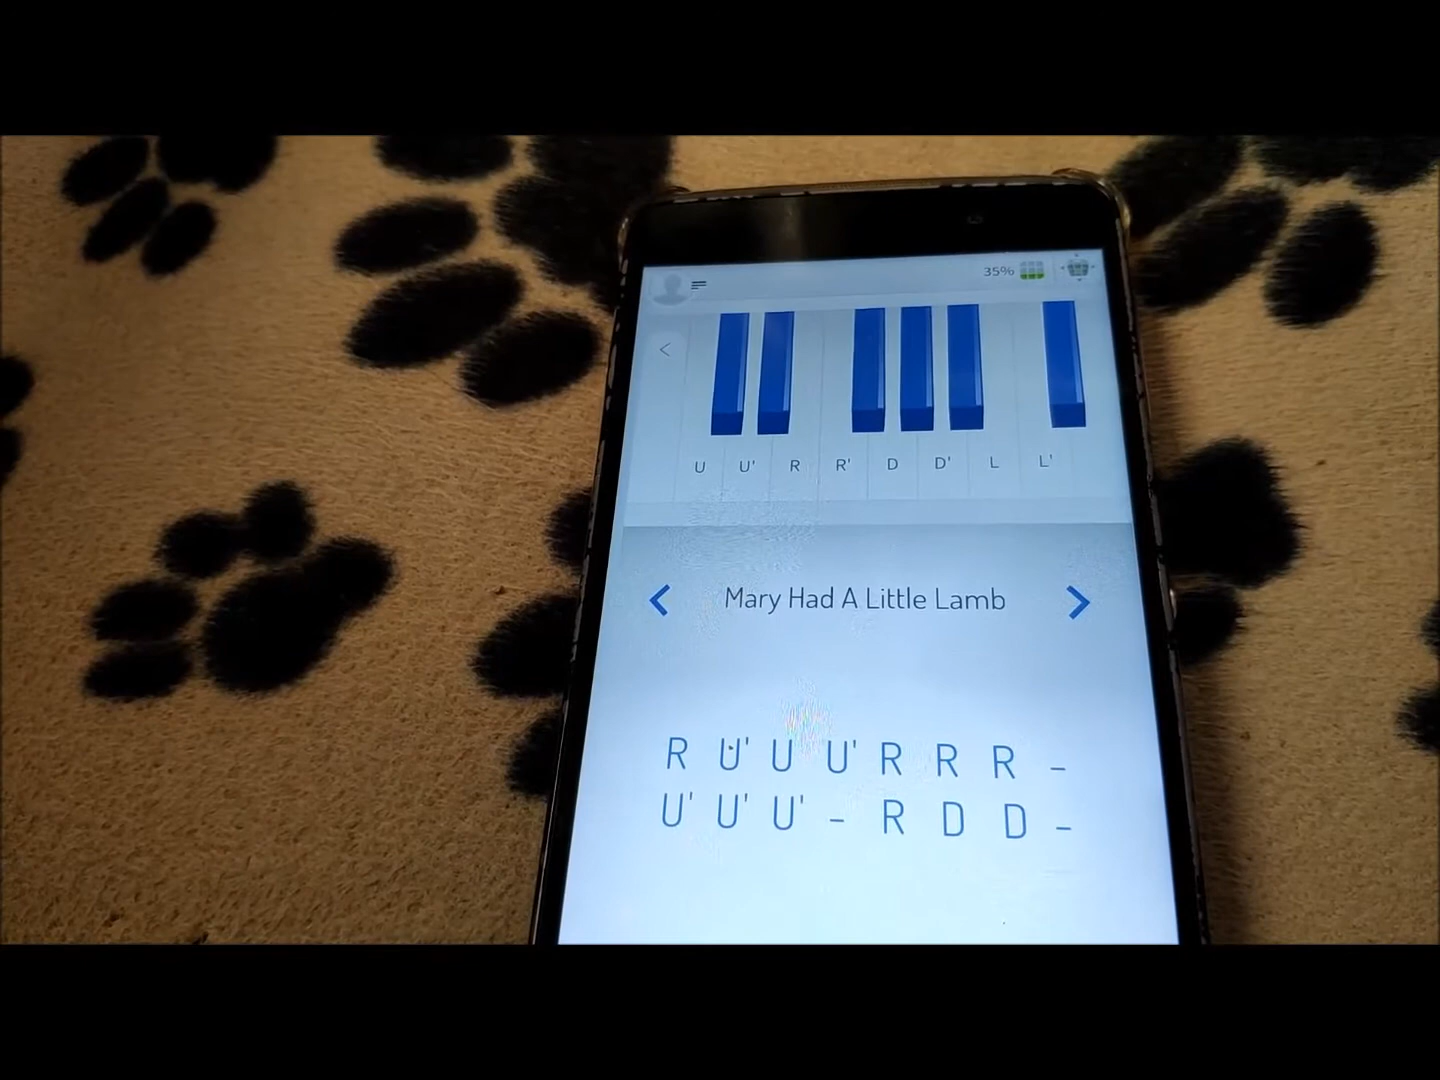 35%
<
U U' R R' D D' L L'
Mary Had A Little Lamb
R U' U U' R R R -
U' U' U' - R D D -